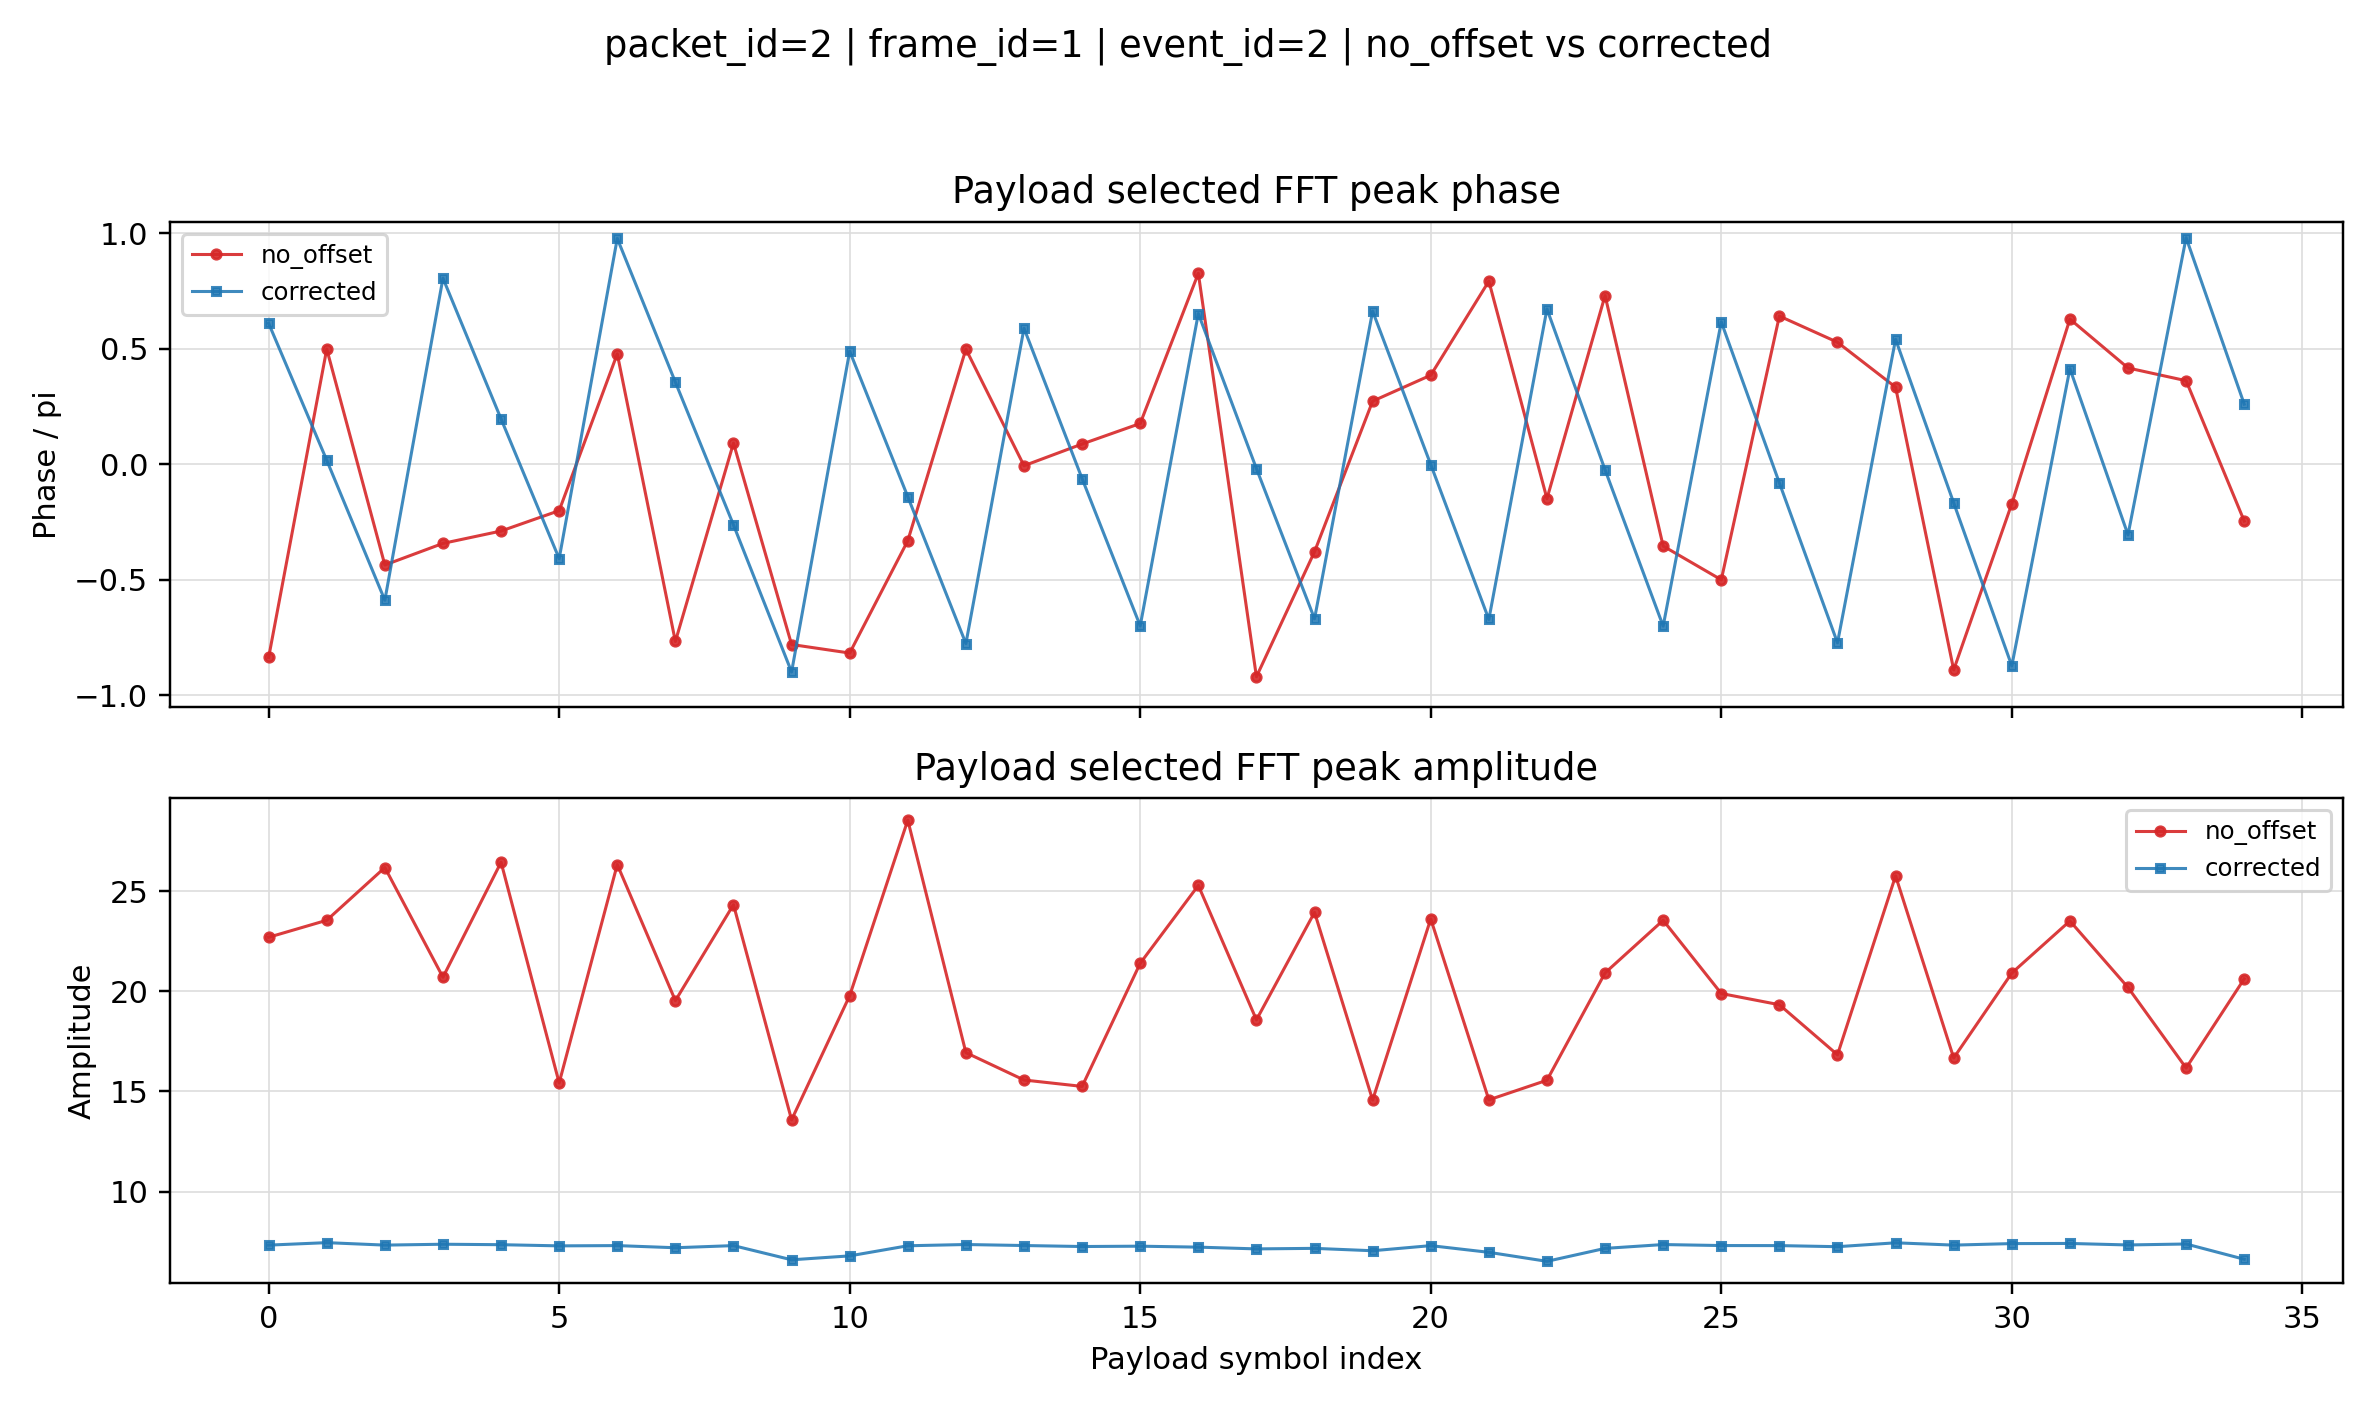 packet_id=2 | frame_id=1 | event_id=2 | no_offset vs corrected
Payload selected FFT peak phase
no_offset
corrected
1.0
0.5
0.0
−0.5
−1.0
Phase / pi
Payload selected FFT peak amplitude
no_offset
corrected
25
20
15
10
Amplitude
0 5 10 15 20 25 30 35
Payload symbol index